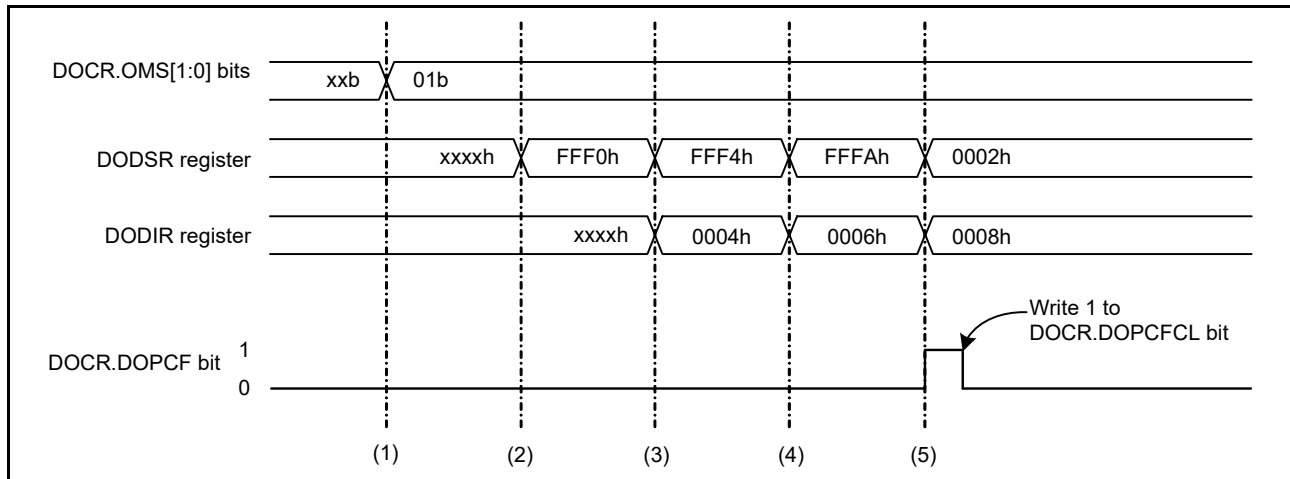 DOCR.OMS[1:0] bits
xxb
01b
DODSR register
xxxxh
FFF0h
FFF4h
FFFAh
0002h
DODIR register
xxxxh
0004h
0006h
0008h
Write 1 to
DOCR.DOPCFCL bit
DOCR.DOPCF bit
1
0
(1)
(2)
(3)
(4)
(5)